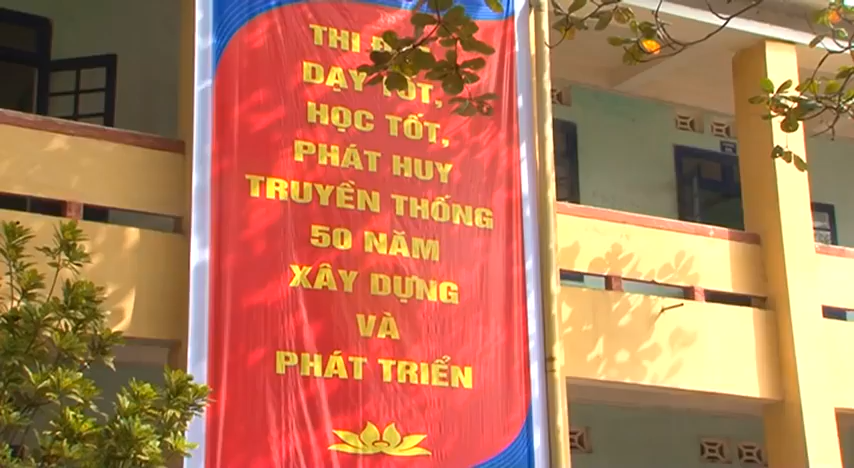 THI
DẠY TỐT,
HỌC TỐT,
PHÁT HUY
TRUYỀN THỐNG
50 NĂM
XÂY DỰNG
VÀ
PHÁT TRIỂN